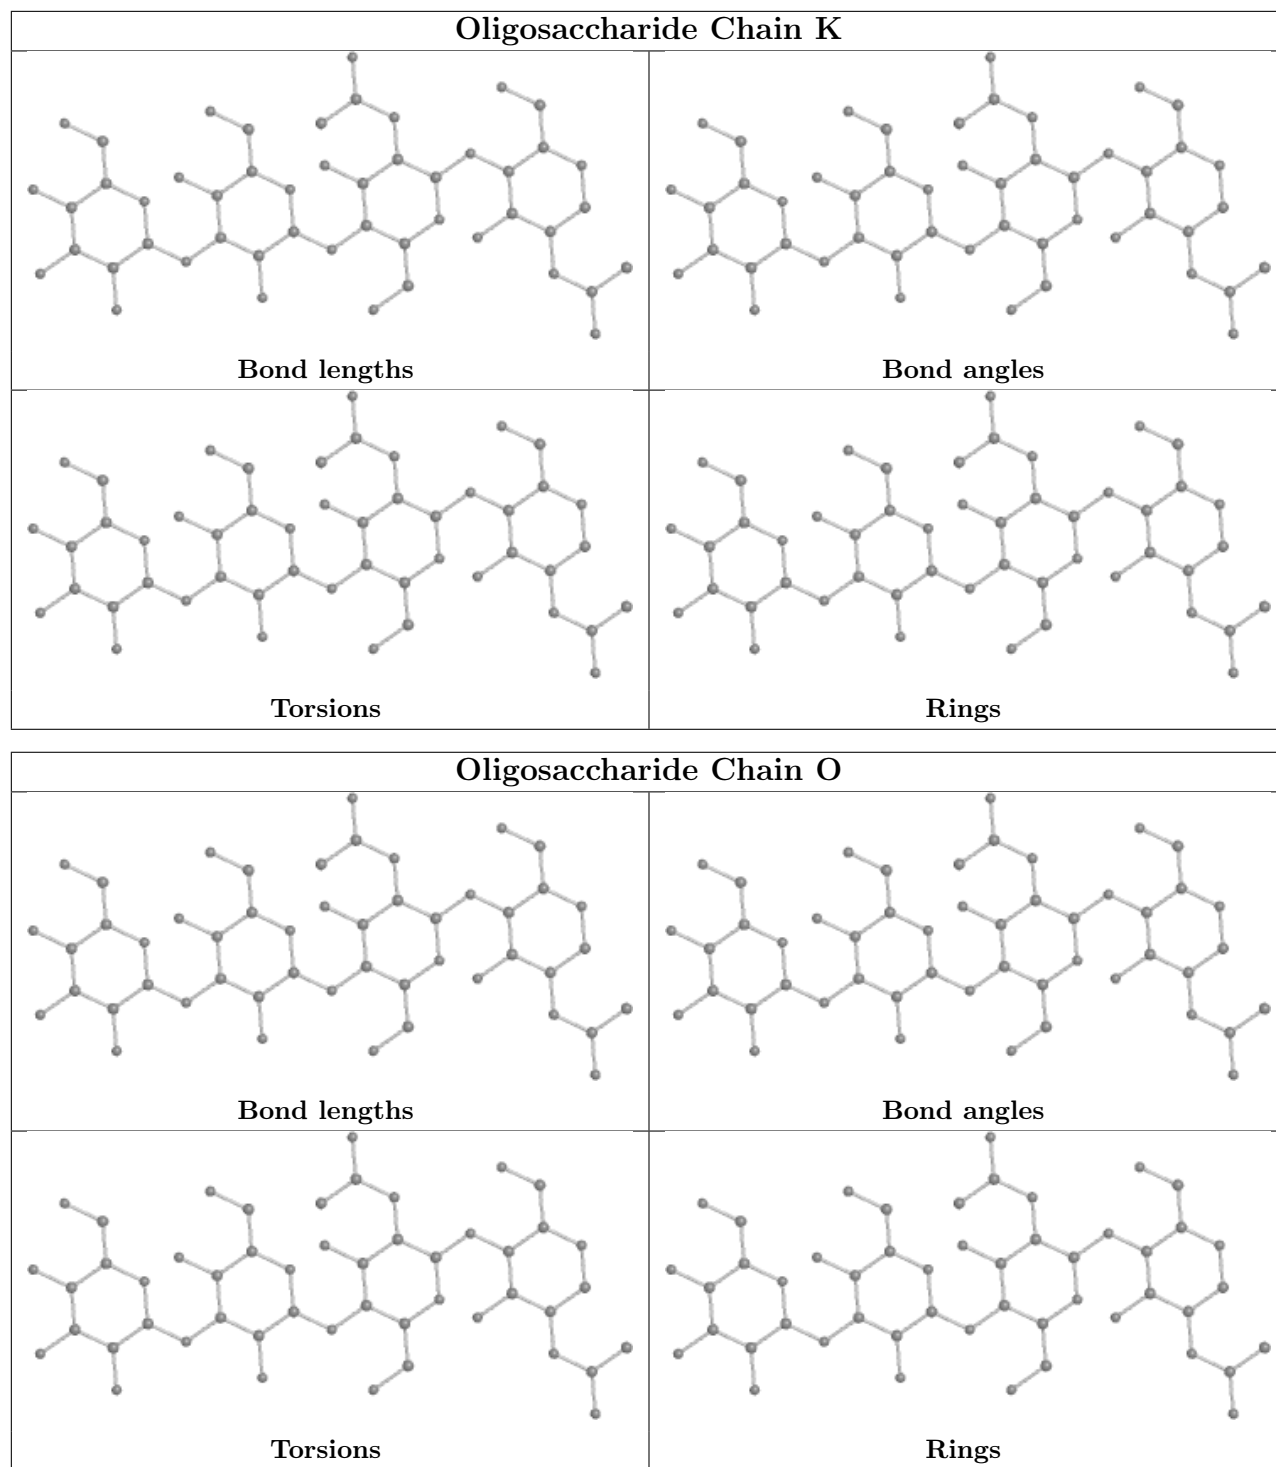 Oligosaccharide Chain K
Bond lengths
Bond angles
Torsions
Rings
Oligosaccharide Chain O
Bond lengths
Bond angles
Torsions
Rings